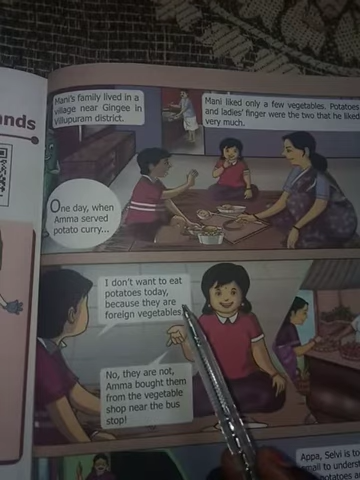 ands
Mani's family lived in a
village near Gingee in
Villupuram district.
Mani liked only a few vegetables. Potatoes
and ladies' finger were the two that he liked
very much.
One day, when
Amma served
potato curry...
I don't want to eat
potatoes today,
because they are
foreign vegetables.
No, they are not,
Amma bought them
from the vegetable
shop near the bus
stop!
Appa, Selvi is to
small to underst
potatoes a